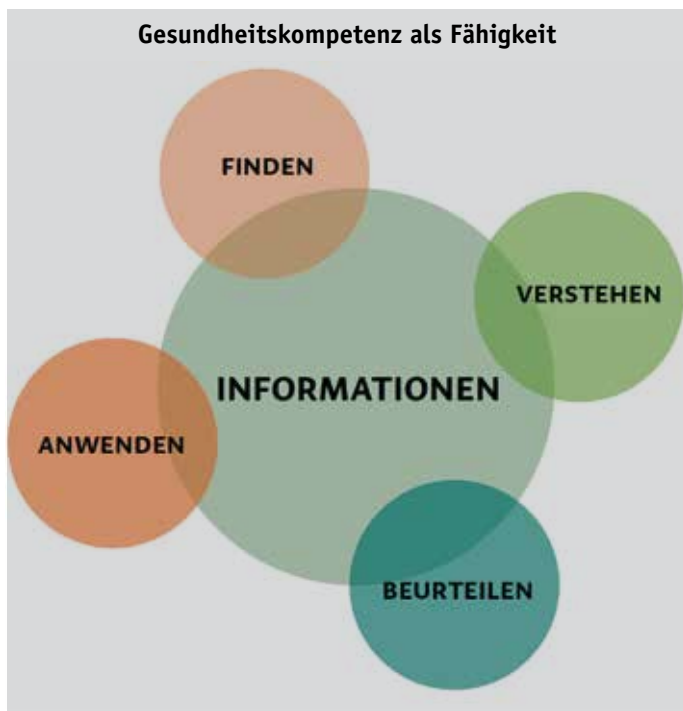 Gesundheitskompetenz als Fähigkeit
FINDEN
VERSTEHEN
INFORMATIONEN
ANWENDEN
BEURTEILEN